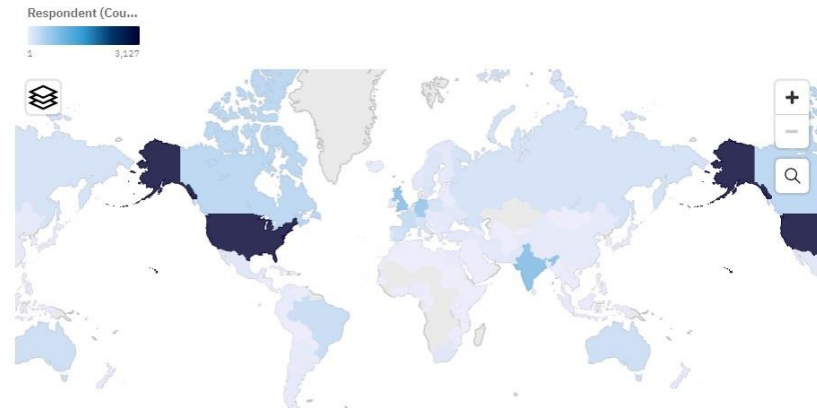 Respondent (Cou...
1 3,127
+
−